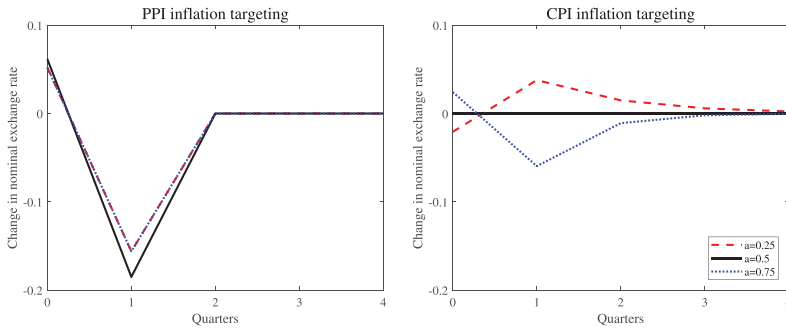 PPI inflation targeting
Change in nominal exchange rate
0.1
0
-0.1
-0.2
0
1
2
3
4
Quarters
CPI inflation targeting
Change in nominal exchange rate
0.1
0
-0.1
-0.2
0
1
2
3
Quarters
a=0.25
a=0.5
a=0.75